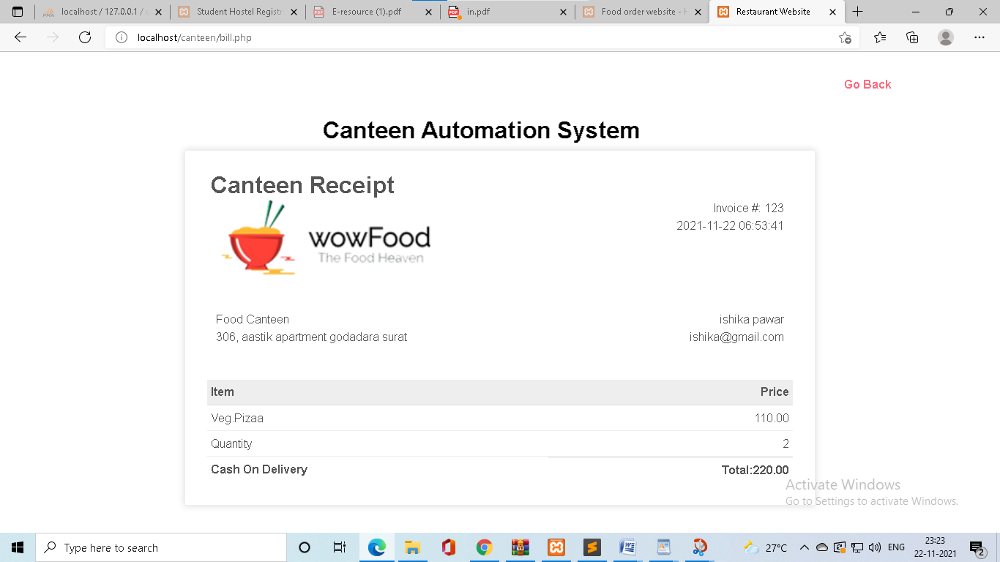 localhost / 127.0.0.1 / c
Student Hostel Registr
E-resource (1).pdf
in.pdf
Food order website - H
Restaurant Website
localhost/canteen/bill.php
Go Back
Canteen Automation System
Canteen Receipt
Invoice #: 123
2021-11-22 06:53:41
wowFood
The Food Heaven
Food Canteen
ishika pawar
306, aastik apartment godadara surat
ishika@gmail.com
Item Price
Veg.Pizaa 110.00
Quantity 2
Cash On Delivery Total:220.00
Activate Windows
Go to Settings to activate Windows.
Type here to search
27°C
ENG
23:23
22-11-2021
2